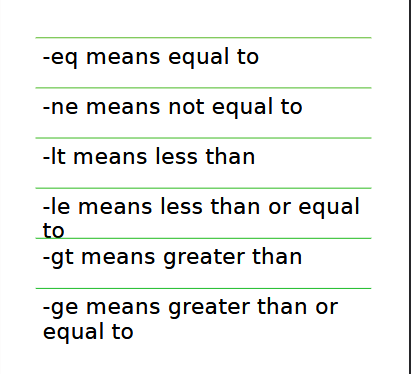 -eq means equal to
-ne means not equal to
-lt means less than
-le means less than or equal
to
-gt means greater than
-ge means greater than or
equal to